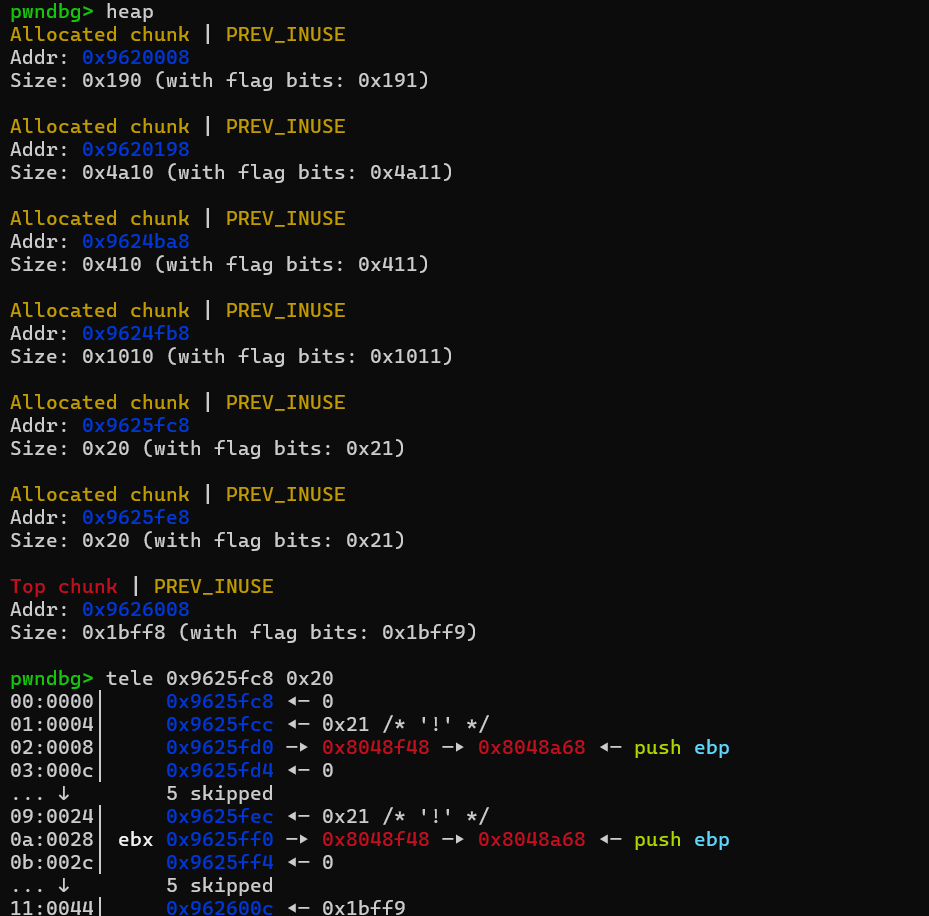 pwndbg> heap
Allocated chunk | PREV_INUSE
Addr: 0x9620008
Size: 0x190 (with flag bits: 0x191)
Allocated chunk | PREV_INUSE
Addr: 0x9620198
Size: 0x4a10 (with flag bits: 0x4a11)
Allocated chunk | PREV_INUSE
Addr: 0x9624ba8
Size: 0x410 (with flag bits: 0x411)
Allocated chunk | PREV_INUSE
Addr: 0x9624fb8
Size: 0x1010 (with flag bits: 0x1011)
Allocated chunk | PREV_INUSE
Addr: 0x9625fc8
Size: 0x20 (with flag bits: 0x21)
Allocated chunk | PREV_INUSE
Addr: 0x9625fe8
Size: 0x20 (with flag bits: 0x21)
Top chunk | PREV_INUSE
Addr: 0x9626008
Size: 0x1bff8 (with flag bits: 0x1bff9)
pwndbg> tele 0x9625fc8 0x20
00:0000│      0x9625fc8 ◂— 0
01:0004│      0x9625fcc ◂— 0x21 /* '!' */
02:0008│      0x9625fd0 —▸ 0x8048f48 —▸ 0x8048a68 ◂— push ebp
03:000c│      0x9625fd4 ◂— 0
... ↓         5 skipped
09:0024│      0x9625fec ◂— 0x21 /* '!' */
0a:0028│  ebx 0x9625ff0 —▸ 0x8048f48 —▸ 0x8048a68 ◂— push ebp
0b:002c│      0x9625ff4 ◂— 0
... ↓         5 skipped
11:0044│      0x962600c ◂— 0x1bff9